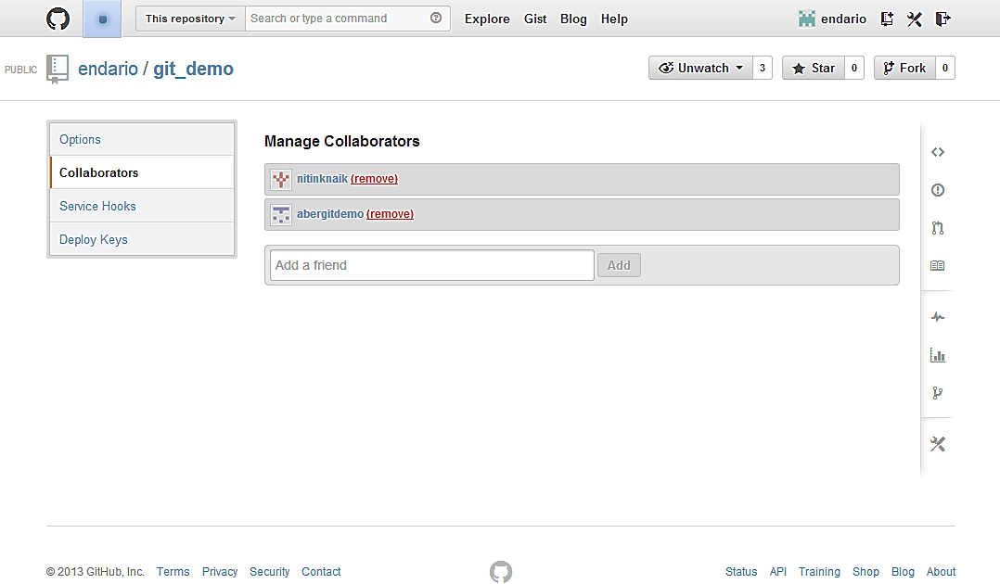 This repository Search or type a command Explore Gist Blog Help endario
PUBLIC endario / git_demo Unwatch 3 Star 0 Fork 0
Options
Collaborators
Service Hooks
Deploy Keys
Manage Collaborators
nitinknaik (remove)
abergitdemo (remove)
Add a friend Add
© 2013 GitHub, Inc. Terms Privacy Security Contact Status API Training Shop Blog About